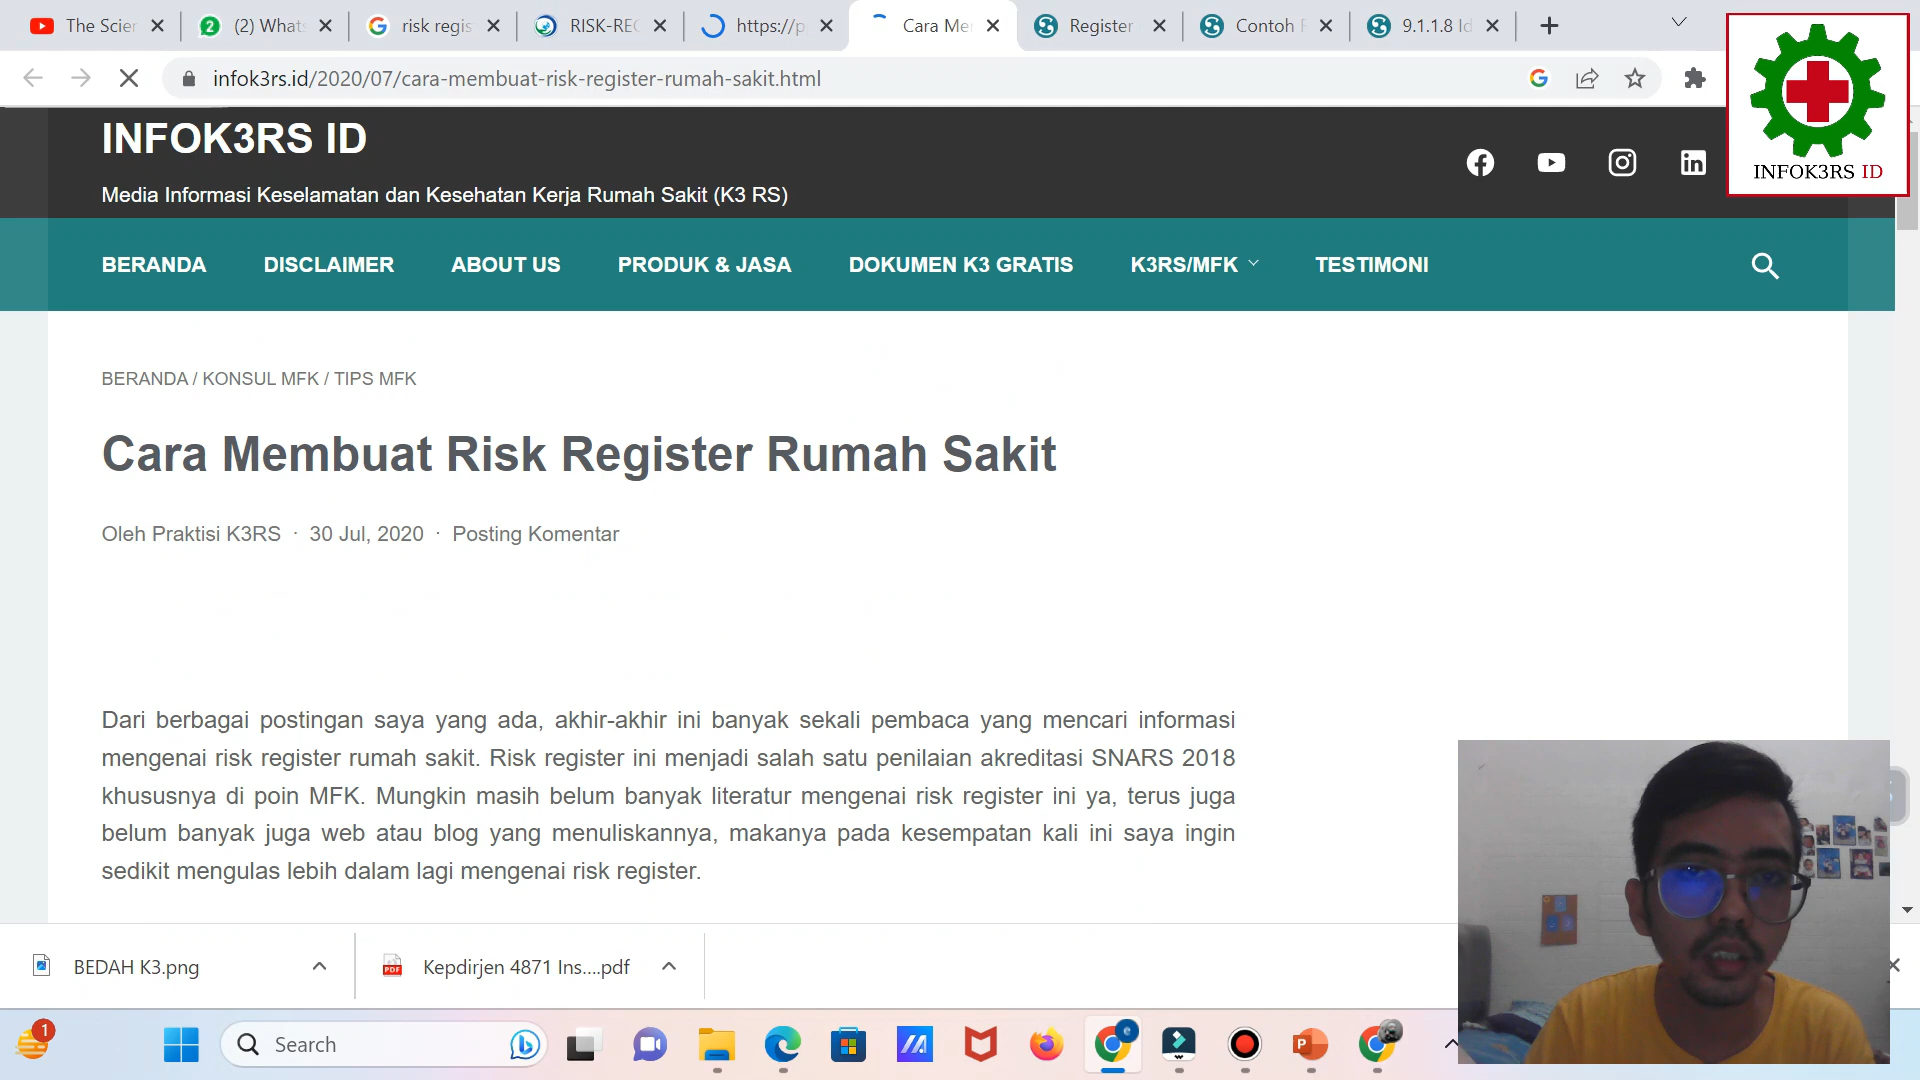 The Scien
2
(2) Whats
risk regis
RISK-REG
https://p
Cara Mem
Register
Contoh
9.1.1.8 Id
infok3rs.id/2020/07/cara-membuat-risk-register-rumah-sakit.html
INFOK3RS ID
INFOK3RS ID
Media Informasi Keselamatan dan Kesehatan Kerja Rumah Sakit (K3 RS)
BERANDA
DISCLAIMER
ABOUT US
PRODUK & JASA
DOKUMEN K3 GRATIS
K3RS/MFK
TESTIMONI
BERANDA / KONSUL MFK / TIPS MFK
Cara Membuat Risk Register Rumah Sakit
Oleh Praktisi K3RS · 30 Jul, 2020 · Posting Komentar
Dari berbagai postingan saya yang ada, akhir-akhir ini banyak sekali pembaca yang mencari informasi
mengenai risk register rumah sakit. Risk register ini menjadi salah satu penilaian akreditasi SNARS 2018
khususnya di poin MFK. Mungkin masih belum banyak literatur mengenai risk register ini ya, terus juga
belum banyak juga web atau blog yang menuliskannya, makanya pada kesempatan kali ini saya ingin
sedikit mengulas lebih dalam lagi mengenai risk register.
BEDAH K3.png
PDF
Kepdirjen 4871 Ins....pdf
1
Search